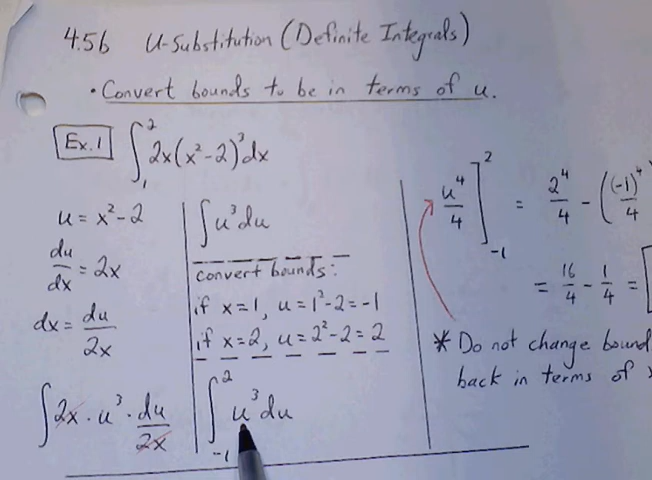 4.5b U-Substitution (Definite Integrals)
• Convert bounds to be in terms of u.
Ex.1 ∫₁² 2x(x²-2)³dx
u = x²-2
du/dx = 2x
dx = du/2x
∫2x · u³ · du/2x
∫u³du
convert bounds:
if x=1, u=1²-2=-1
if x=2, u=2²-2=2
∫₋₁² u³du
u⁴/4]₋₁² = 2⁴/4 - ((-1)⁴/4
= 16/4 - 1/4 =
* Do not change bound
back in terms of